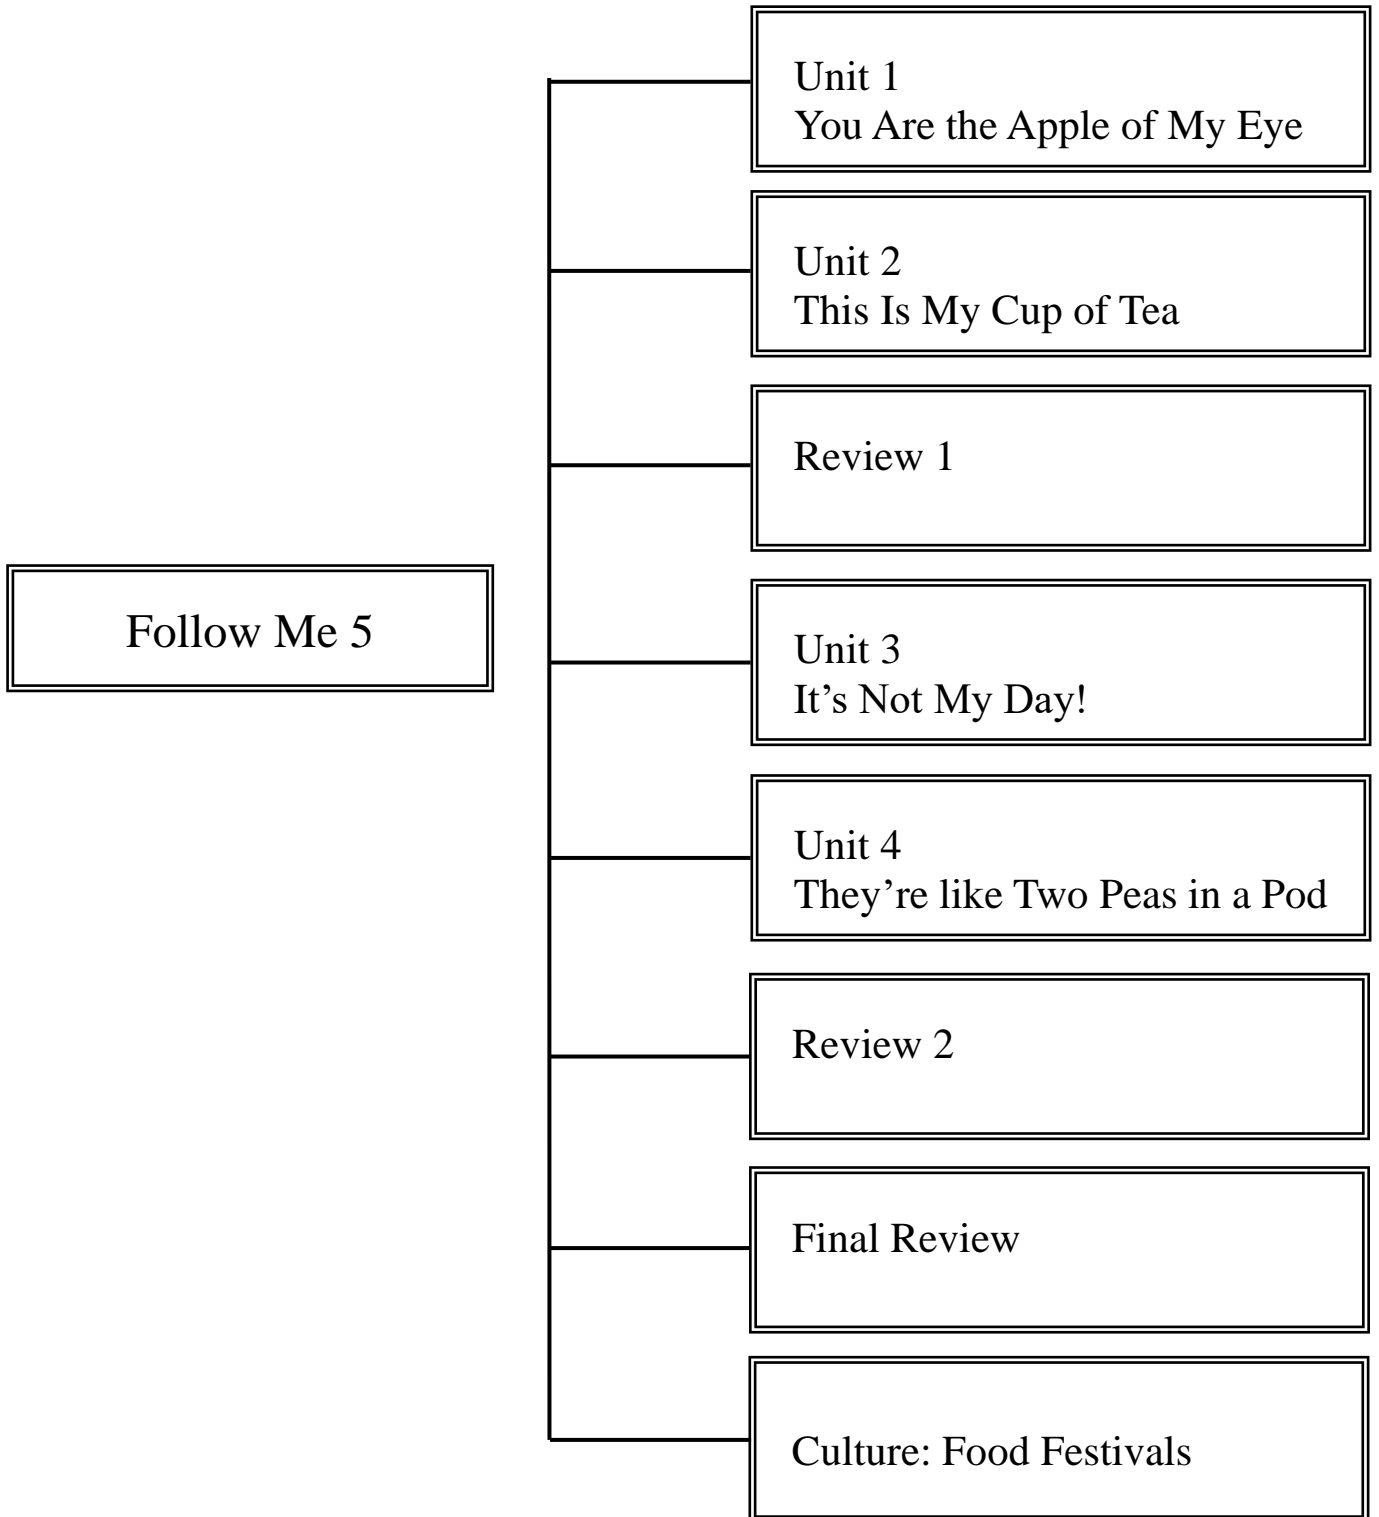 Follow Me 5
Unit 1
You Are the Apple of My Eye
Unit 2
This Is My Cup of Tea
Review 1
Unit 3
It’s Not My Day!
Unit 4
They’re like Two Peas in a Pod
Review 2
Final Review
Culture: Food Festivals